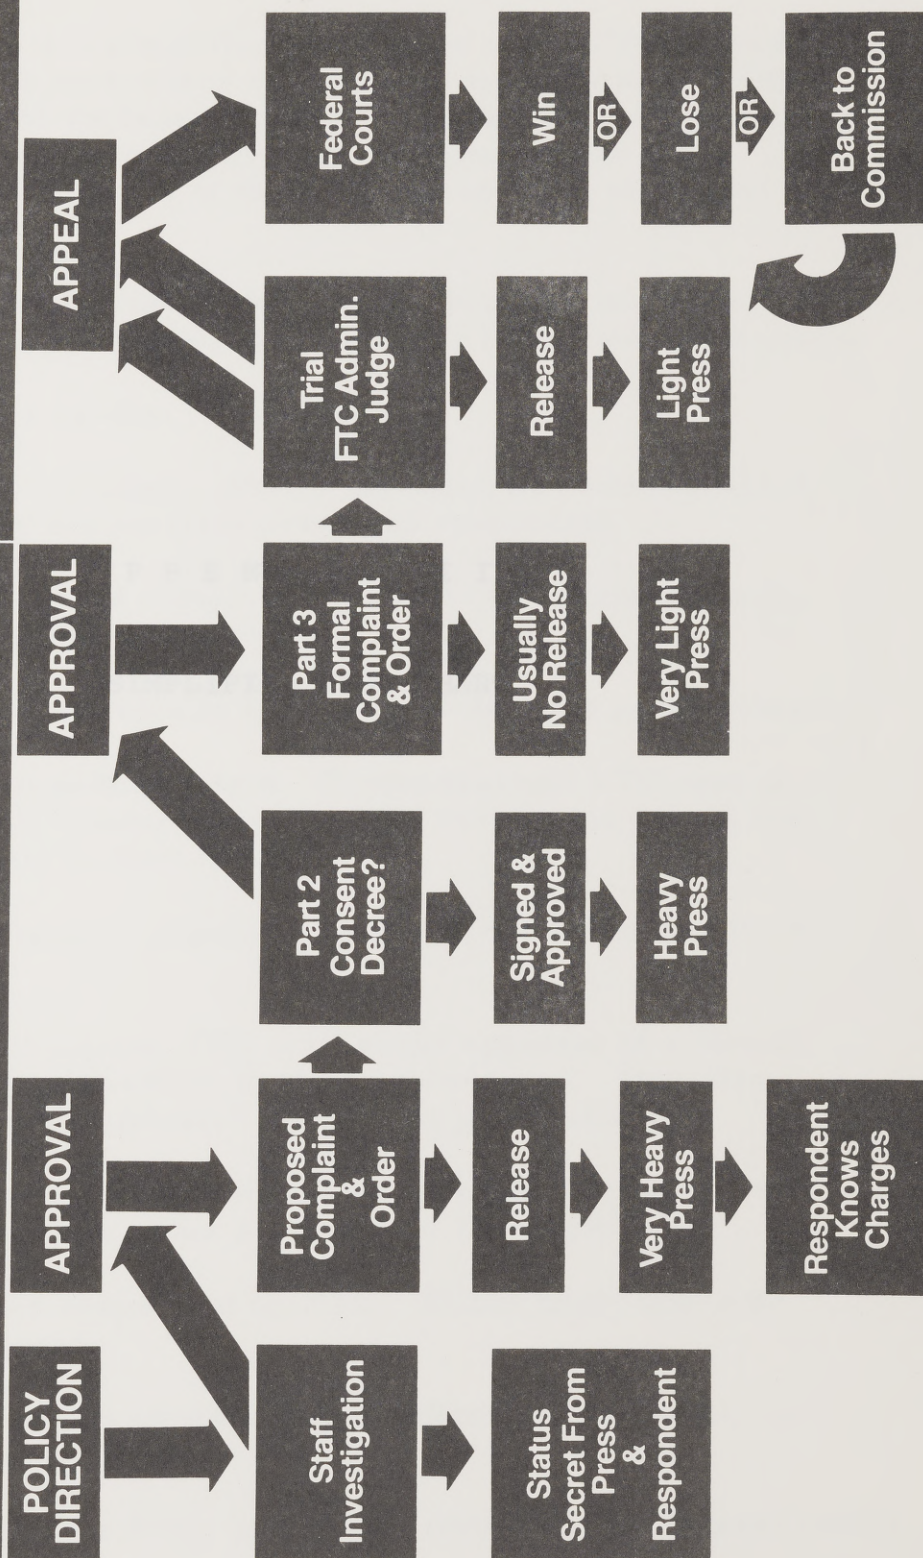 POLICY
DIRECTION
APPROVAL
APPROVAL
APPEAL
Staff
Investigation
Proposed
Complaint
&
Order
Part 2
Consent
Decree?
Part 3
Formal
Complaint
& Order
Trial
FTC Admin.
Judge
Federal
Courts
Status
Secret From
Press
&
Respondent
Release
Signed &
Approved
Usually
No Release
Release
Win
OR
Very Heavy
Press
Heavy
Press
Very Light
Press
Light
Press
Lose
OR
Respondent
Knows
Charges
Back to
Commission